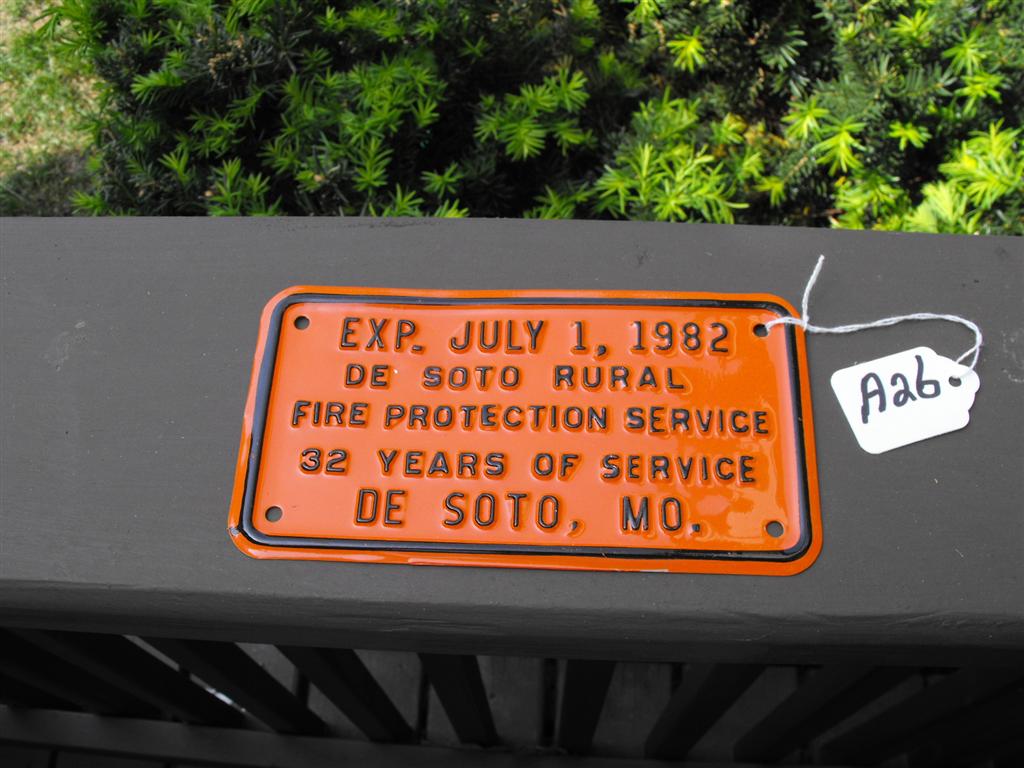 EXP. JULY 1, 1982
DE SOTO RURAL
FIRE PROTECTION SERVICE
32 YEARS OF SERVICE
DE SOTO, MO.
A26